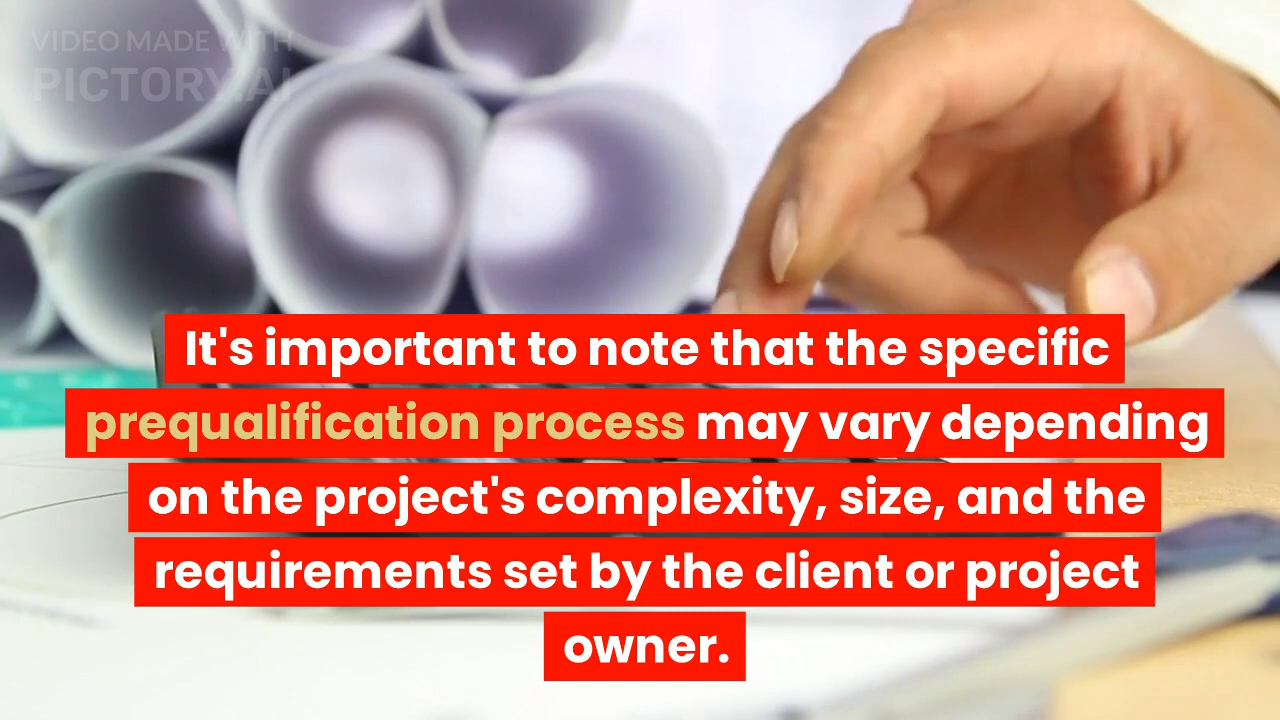 VIDEO MADE WITH
PICTORY.AI
It's important to note that the specific
prequalification process may vary depending
on the project's complexity, size, and the
requirements set by the client or project
owner.